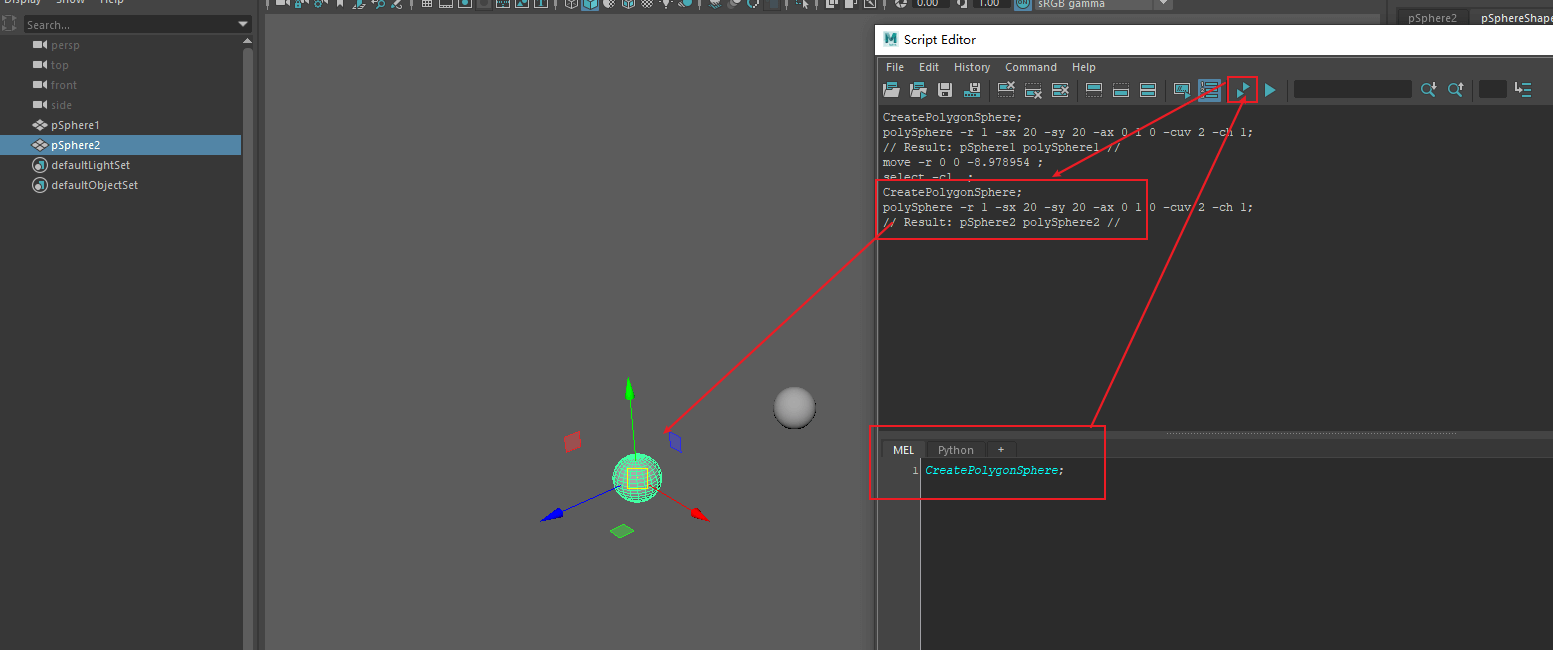 Display Show Help
0.00 1.00 sRGB gamma
pSphere2 pSphereShape
Search...
Script Editor
persp
top
front
side
pSphere1
pSphere2
defaultLightSet
defaultObjectSet
File Edit History Command Help
CreatePolygonSphere;
polySphere -r 1 -sx 20 -sy 20 -ax 0 1 0 -cuv 2 -ch 1;
// Result: pSphere1 polySphere1 //
move -r 0 0 -8.978954 ;
select -cl ;
CreatePolygonSphere;
polySphere -r 1 -sx 20 -sy 20 -ax 0 1 0 -cuv 2 -ch 1;
// Result: pSphere2 polySphere2 //
MEL Python +
1 CreatePolygonSphere;